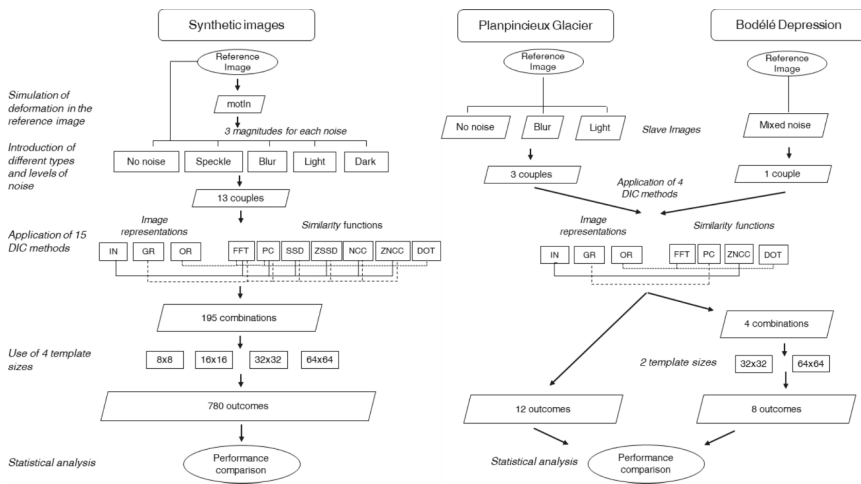 Synthetic images
Planpincieux Glacier
Bodélé Depression
Reference
Image
Reference
Image
Reference
Image
Simulation of
deformation in the
reference image
motIn
3 magnitudes for each noise
No noise
Blur
Light
Slave Images
Mixed noise
Introduction of
different types
and levels of
noise
No noise
Speckle
Blur
Light
Dark
13 couples
3 couples
1 couple
Application of 4
DIC methods
Application of 15
DIC methods
Image
representations
Similarity functions
IN
GR
OR
FFT
PC
SSD
ZSSD
NCC
ZNCC
DOT
Image
representations
Similarity functions
IN
GR
OR
FFT
PC
ZNCC
DOT
195 combinations
4 combinations
Use of 4 template
sizes
8x8
16x16
32x32
64x64
2 template sizes
32x32
64x64
780 outcomes
12 outcomes
8 outcomes
Statistical analysis
Performance
comparison
Statistical analysis
Performance
comparison